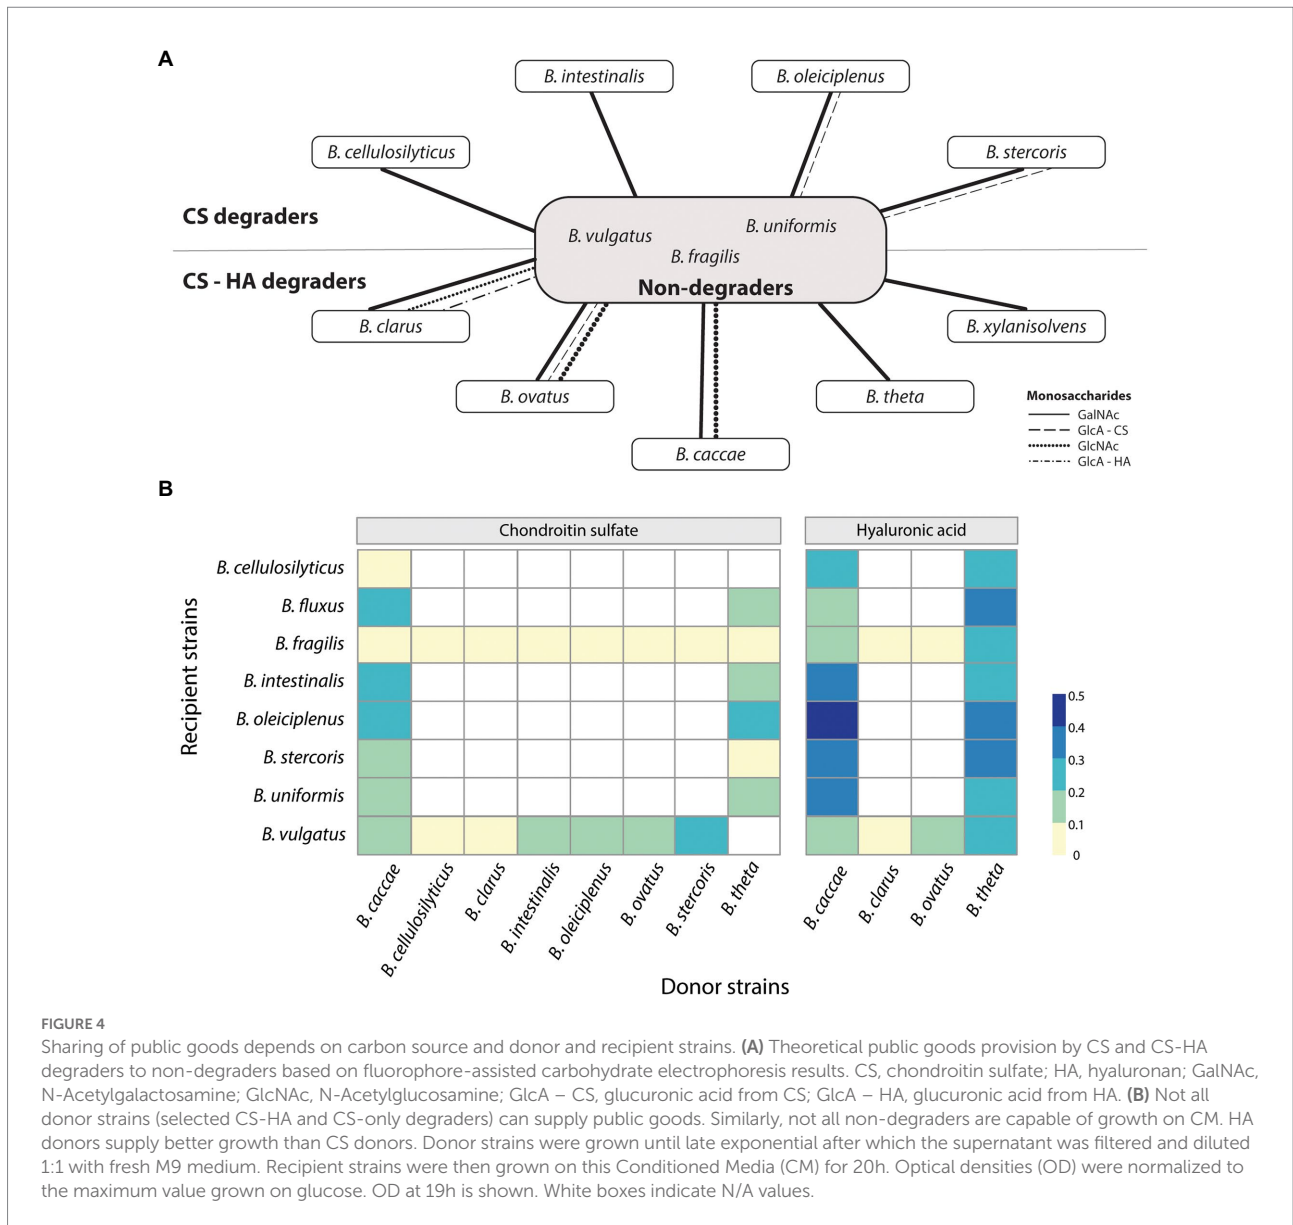 A
B. intestinalis
B. oleiciplenus
B. cellulosilyticus
B. stercoris
CS degraders
B. vulgatus
B. uniformis
B. fragilis
CS - HA degraders
Non-degraders
B. clarus
B. xylanisolvens
B. ovatus
B. theta
B. caccae
Monosaccharides
GalNAc
GlcA - CS
GlcNAc
GlcA - HA
B
Chondroitin sulfate
Hyaluronic acid
Recipient strains
B. cellulosilyticus
B. fluxus
B. fragilis
B. intestinalis
B. oleiciplenus
B. stercoris
B. uniformis
B. vulgatus
0.5
0.4
0.3
0.2
0.1
0
B. caccae
B. cellulosilyticus
B. clarus
B. intestinalis
B. oleiciplenus
B. ovatus
B. stercoris
B. theta
B. caccae
B. clarus
B. ovatus
B. theta
Donor strains
FIGURE 4
Sharing of public goods depends on carbon source and donor and recipient strains. (A) Theoretical public goods provision by CS and CS-HA
degraders to non-degraders based on fluorophore-assisted carbohydrate electrophoresis results. CS, chondroitin sulfate; HA, hyaluronan; GalNAc,
N-Acetylgalactosamine; GlcNAc, N-Acetylglucosamine; GlcA – CS, glucuronic acid from CS; GlcA – HA, glucuronic acid from HA. (B) Not all
donor strains (selected CS-HA and CS-only degraders) can supply public goods. Similarly, not all non-degraders are capable of growth on CM. HA
donors supply better growth than CS donors. Donor strains were grown until late exponential after which the supernatant was filtered and diluted
1:1 with fresh M9 medium. Recipient strains were then grown on this Conditioned Media (CM) for 20h. Optical densities (OD) were normalized to
the maximum value grown on glucose. OD at 19h is shown. White boxes indicate N/A values.